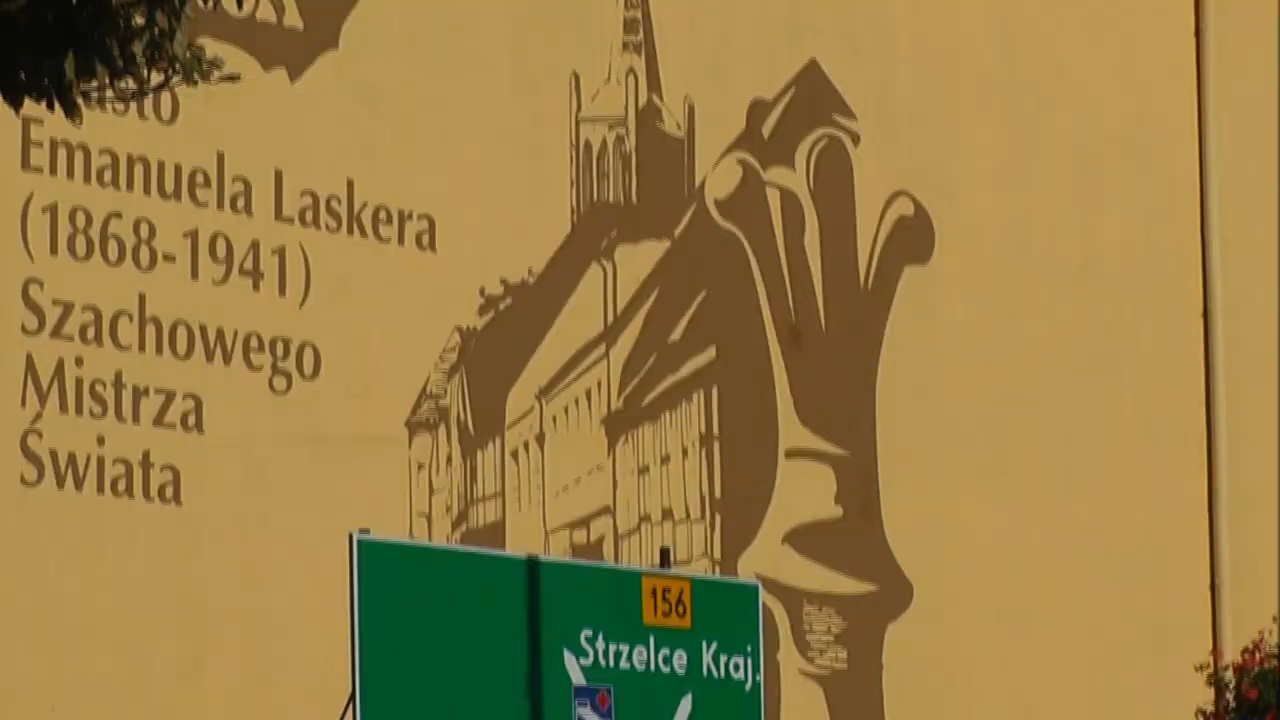 Emanuela Laskera
(1868-1941)
Szachowego
Mistrza
Świata
156
Strzelce Kraj.